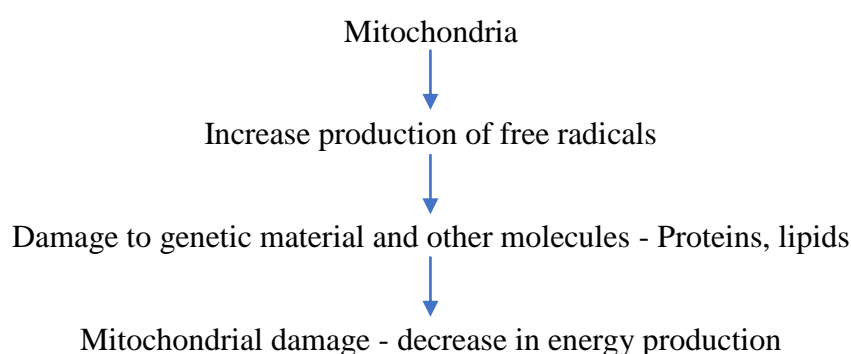 Mitochondria
Increase production of free radicals
Damage to genetic material and other molecules - Proteins, lipids
Mitochondrial damage - decrease in energy production